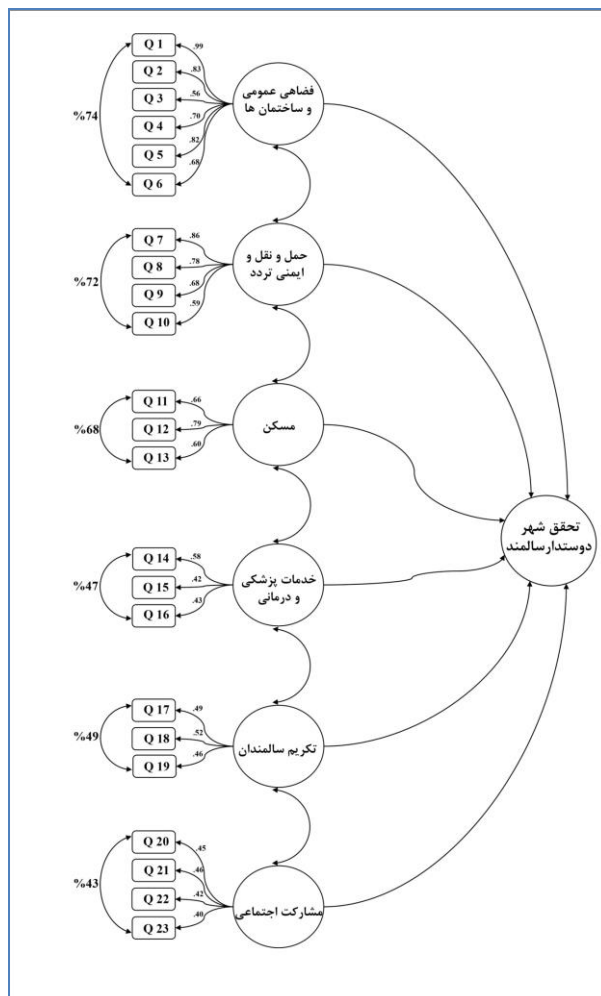 Q 1
.99
Q 2
.83
Q 3
.56
Q 4
.70
Q 5
.82
Q 6
.68
%74
فضاهی عمومی
و ساختمان ها
Q 7
.86
Q 8
.78
Q 9
.68
Q 10
.59
%72
حمل و نقل و
ایمنی تردد
Q 11
.66
Q 12
.79
Q 13
.60
%68
مسکن
تحقق شهر
دوستدارسالمند
Q 14
.58
Q 15
.42
Q 16
.43
%47
خدمات پزشکی
و درمانی
Q 17
.49
Q 18
.52
Q 19
.46
%49
تکریم سالمندان
Q 20
.45
Q 21
.46
Q 22
.42
Q 23
.40
%43
مشارکت اجتماعی